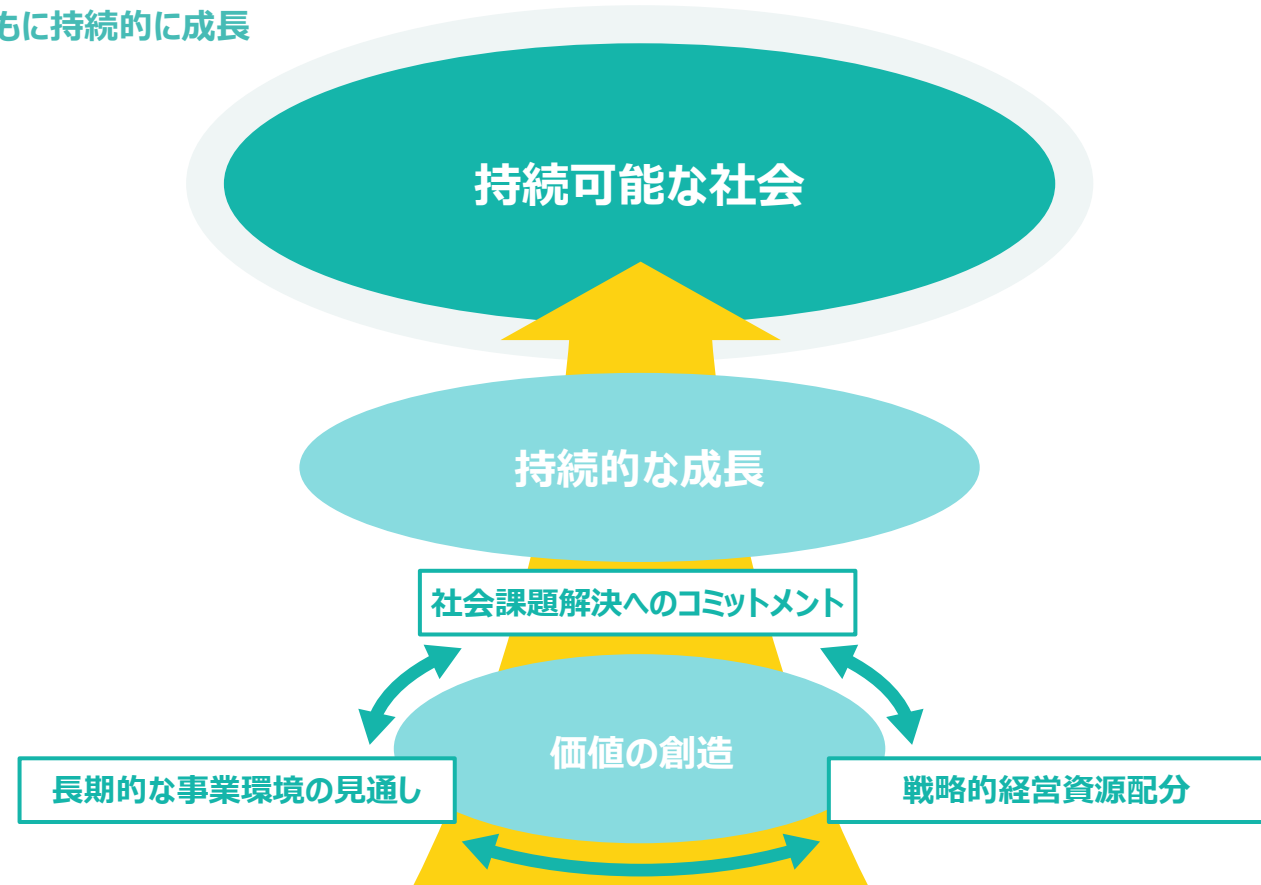 もに持続的に成長
持続可能な社会
持続的な成長
社会課題解決へのコミットメント
価値の創造
長期的な事業環境の見通し
戦略的経営資源配分